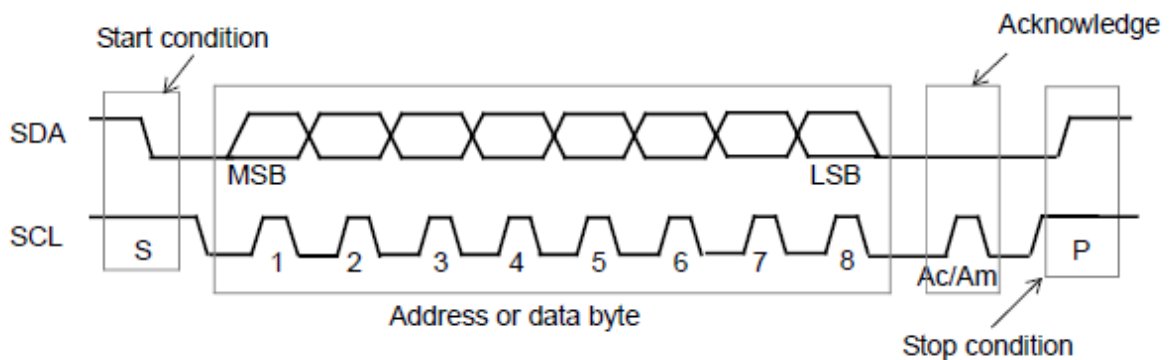 Start condition
Acknowledge
SDA
MSB
LSB
SCL
S
1 2 3 4 5 6 7 8
Ac/Am
P
Address or data byte
Stop condition